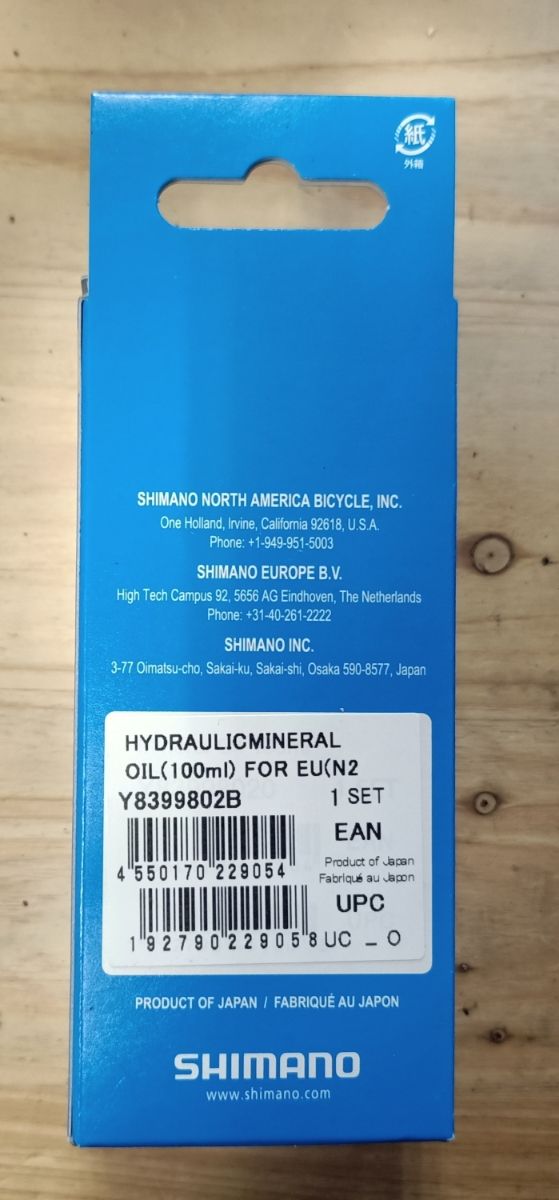 紙
外箱
SHIMANO NORTH AMERICA BICYCLE, INC.
One Holland, Irvine, California 92618, U.S.A.
Phone: +1-949-951-5003
SHIMANO EUROPE B.V.
High Tech Campus 92, 5656 AG Eindhoven, The Netherlands
Phone: +31-40-261-2222
SHIMANO INC.
3-77 Oimatsu-cho, Sakai-ku, Sakai-shi, Osaka 590-8577, Japan
HYDRAULICMINERAL
OIL(100ml) FOR EU(N2
Y8399802B 1 SET
EAN
4 550170 229054
Product of Japan
Fabriqué au Japon
UPC
1 92790 22905 8 UC _ O
PRODUCT OF JAPAN / FABRIQUÉ AU JAPON
SHIMANO
www.shimano.com